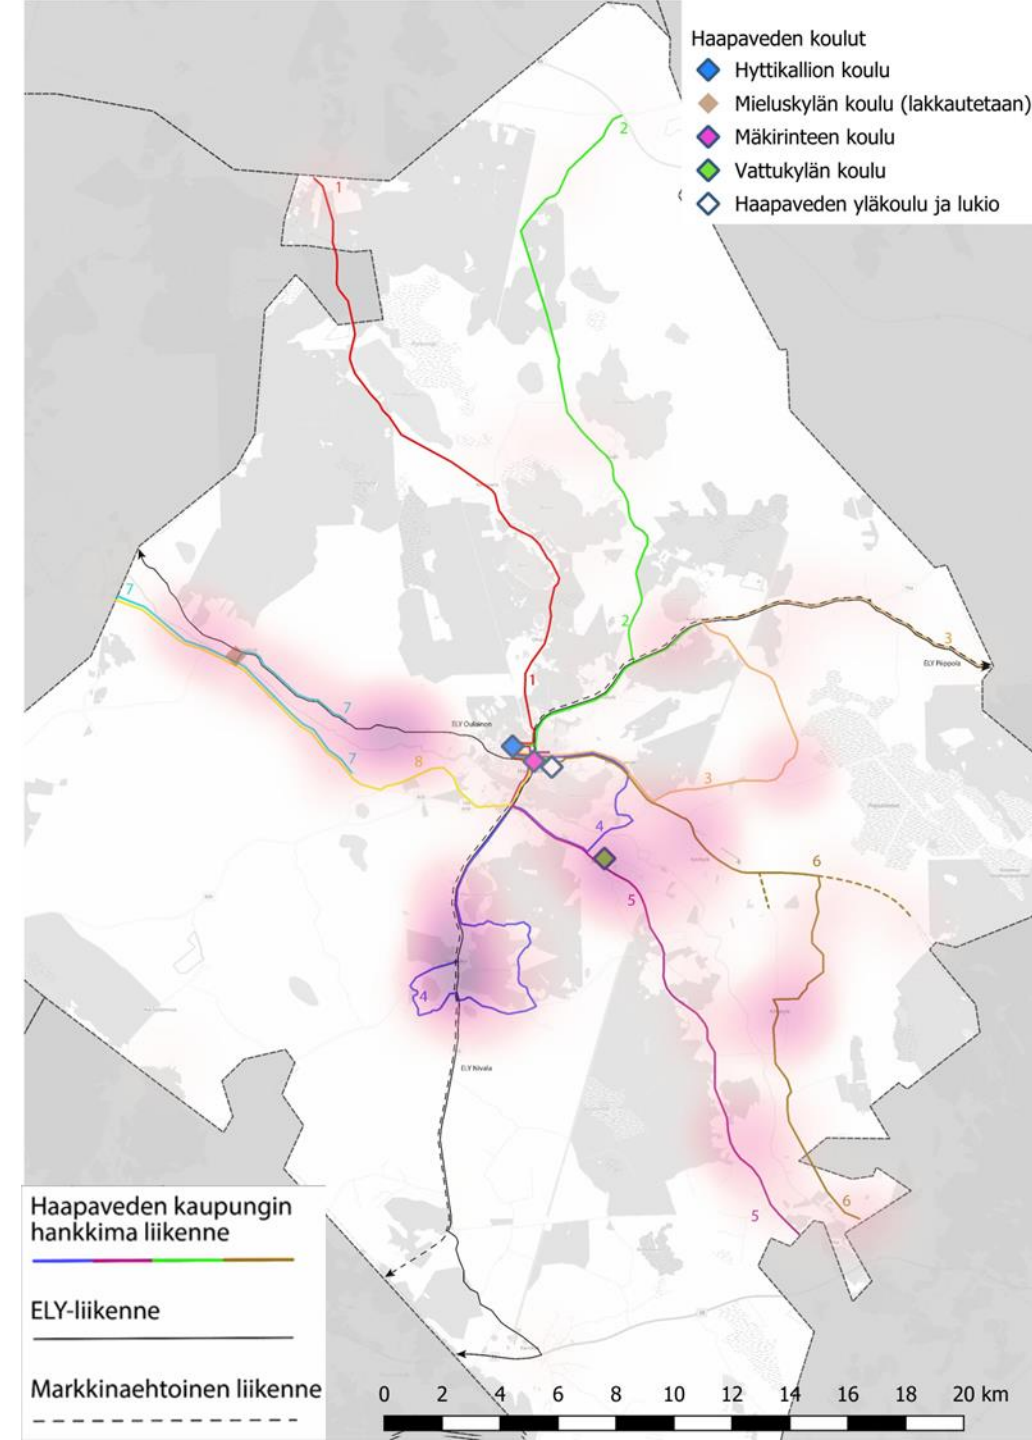 Haapaveden koulut
Hyttikallion koulu
Mieluskylän koulu (lakkautetaan)
Mäkirinteen koulu
Vattukylän koulu
Haapaveden yläkoulu ja lukio
2
1
2
7
3
ELY Piippola
1
7
ELY Oulainen
7
8
3
4
6
5
4
ELY Nivala
6
5
Haapaveden kaupungin
hankkima liikenne
ELY-liikenne
Markkinaehtoinen liikenne
0 2 4 6 8 10 12 14 16 18 20 km